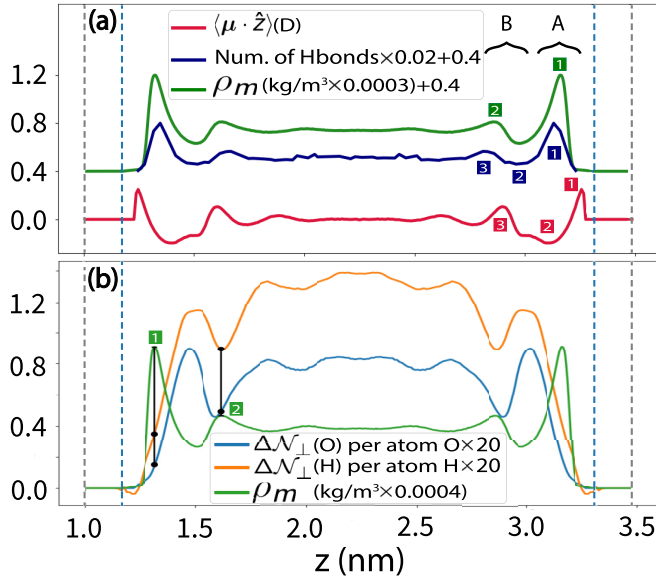 (a)
⟨μ · ẑ⟩(D)
Num. of Hbonds×0.02+0.4
ρm (kg/m³×0.0003)+0.4
B A
1
2
3 2 1
1
3 2
1.2
0.8
0.4
0.0
(b)
1
2
ΔN⊥(O) per atom O×20
ΔN⊥(H) per atom H×20
ρm (kg/m³×0.0004)
1.2
0.8
0.4
0.0
1.0 1.5 2.0 2.5 3.0 3.5
z (nm)